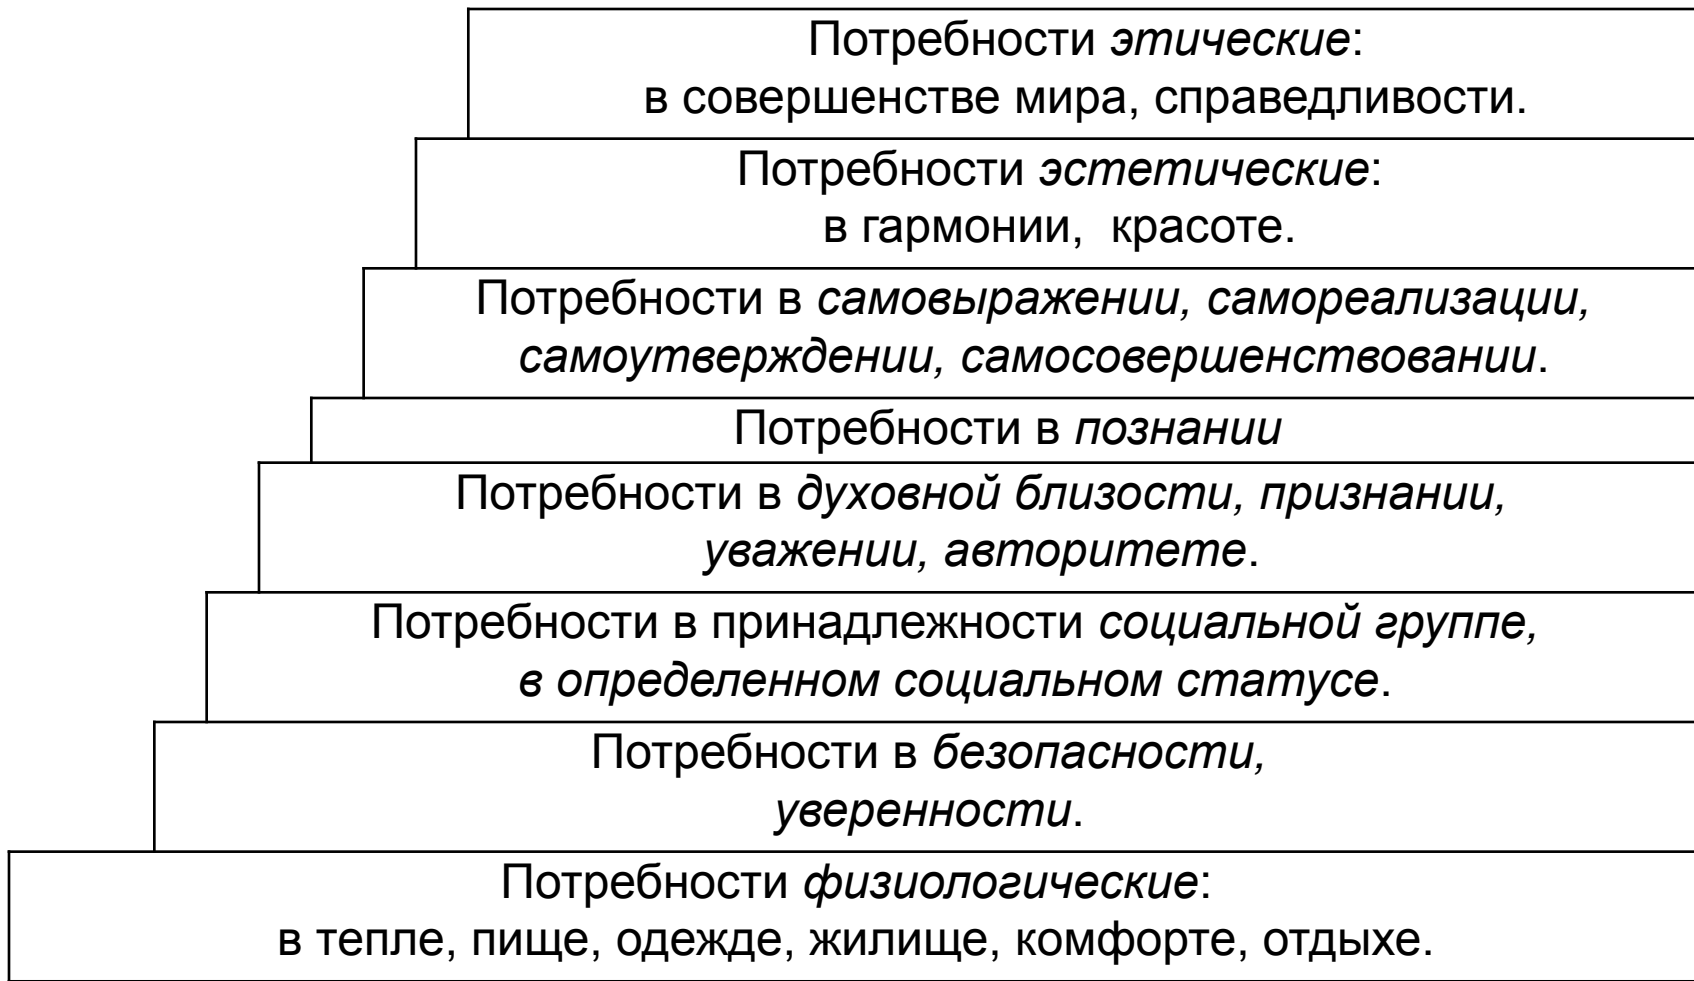 Потребности этические:
в совершенстве мира, справедливости.
Потребности эстетические:
в гармонии, красоте.
Потребности в самовыражении, самореализации,
самоутверждении, самосовершенствовании.
Потребности в познании
Потребности в духовной близости, признании,
уважении, авторитете.
Потребности в принадлежности социальной группе,
в определенном социальном статусе.
Потребности в безопасности,
уверенности.
Потребности физиологические:
в тепле, пище, одежде, жилище, комфорте, отдыхе.